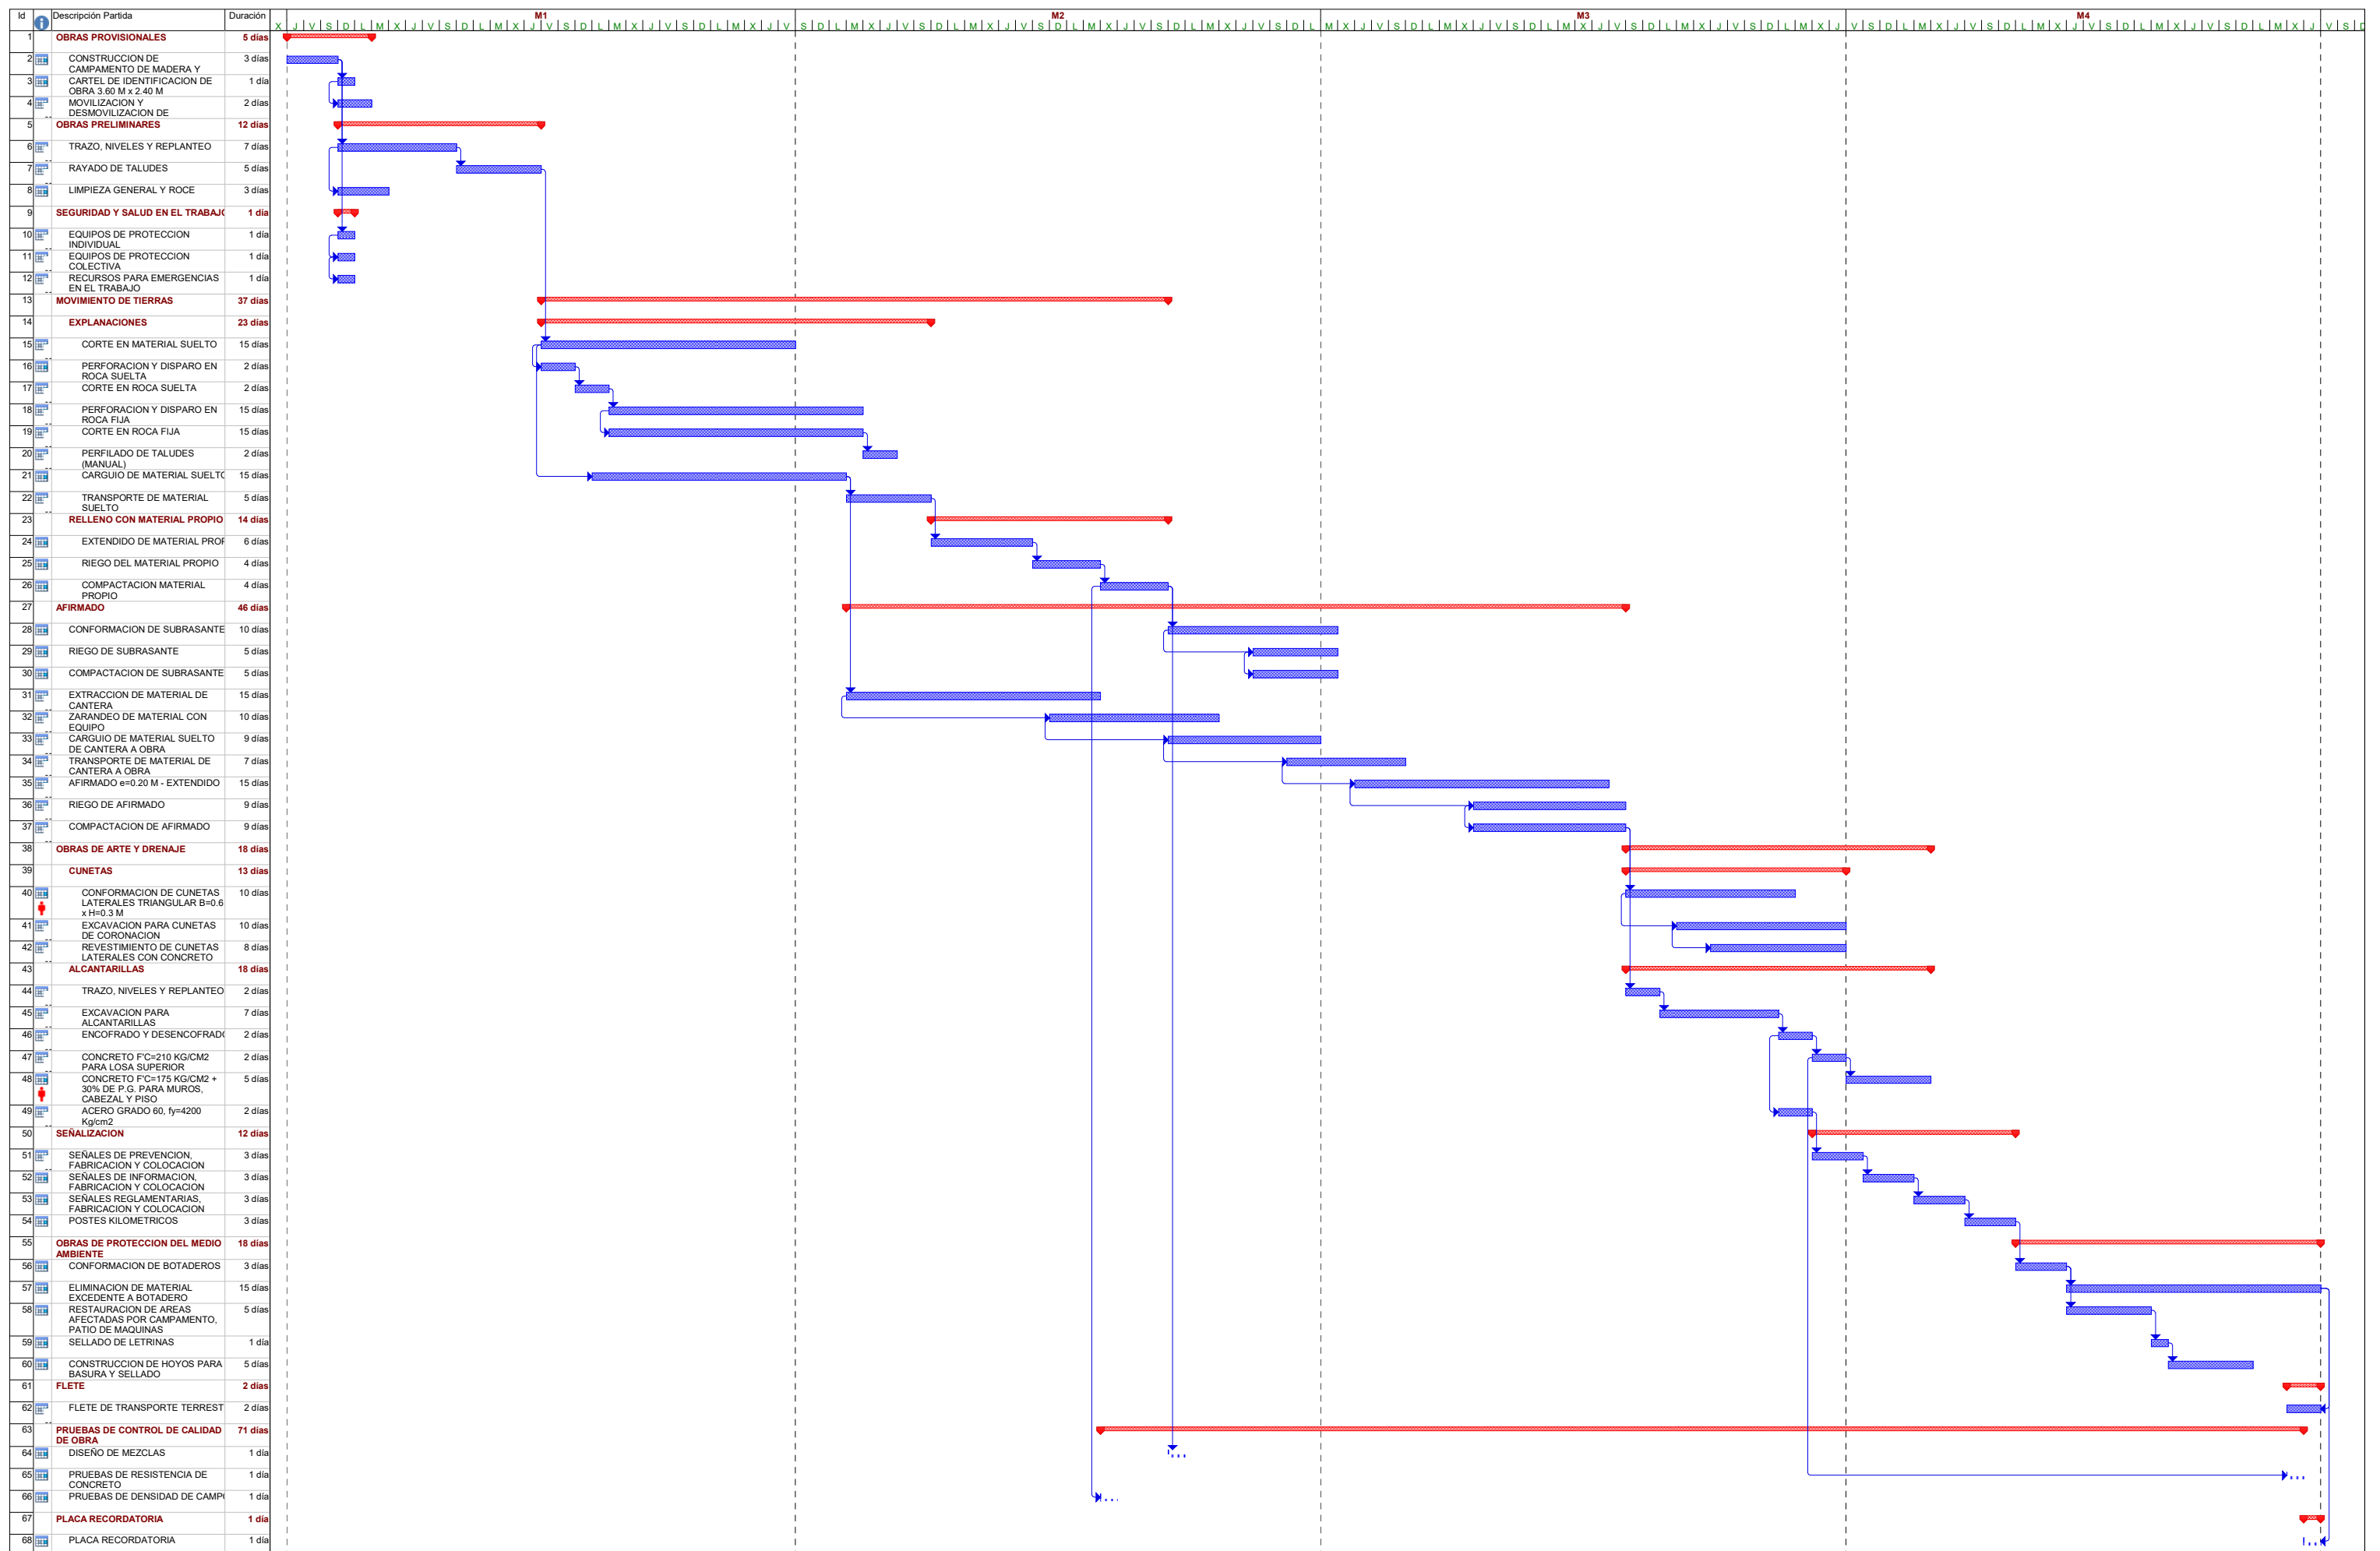 Id Descripción Partida Duración
M1 M2 M3 M4
X J V S D L M X J V S D L M X J V S D L M X J V S D L M X J V S D L M X J V S D L M X J V S D L M X J V S D L M X J V S D L M X J V S D L M X J V S D L M X J V S D L M X J V S D L M X J V S D L M X J V S D L M X J V S D L M X J V S D L M X J V S D
1 OBRAS PROVISIONALES 5 días
2 CONSTRUCCION DE 3 días
CAMPAMENTO DE MADERA Y
3 CARTEL DE IDENTIFICACION DE 1 día
OBRA 3.60 M x 2.40 M
4 MOVILIZACION Y 2 días
DESMOVILIZACION DE
5 OBRAS PRELIMINARES 12 días
6 TRAZO, NIVELES Y REPLANTEO 7 días
7 RAYADO DE TALUDES 5 días
8 LIMPIEZA GENERAL Y ROCE 3 días
9 SEGURIDAD Y SALUD EN EL TRABAJO 1 día
10 EQUIPOS DE PROTECCION 1 día
INDIVIDUAL
11 EQUIPOS DE PROTECCION 1 día
COLECTIVA
12 RECURSOS PARA EMERGENCIAS 1 día
EN EL TRABAJO
13 MOVIMIENTO DE TIERRAS 37 días
14 EXPLANACIONES 23 días
15 CORTE EN MATERIAL SUELTO 15 días
16 PERFORACION Y DISPARO EN 2 días
ROCA SUELTA
17 CORTE EN ROCA SUELTA 2 días
18 PERFORACION Y DISPARO EN 15 días
ROCA FIJA
19 CORTE EN ROCA FIJA 15 días
20 PERFILADO DE TALUDES 2 días
(MANUAL)
21 CARGUIO DE MATERIAL SUELTO 15 días
22 TRANSPORTE DE MATERIAL 5 días
SUELTO
23 RELLENO CON MATERIAL PROPIO 14 días
24 EXTENDIDO DE MATERIAL PROP 6 días
25 RIEGO DEL MATERIAL PROPIO 4 días
26 COMPACTACION MATERIAL 4 días
PROPIO
27 AFIRMADO 46 días
28 CONFORMACION DE SUBRASANTE 10 días
29 RIEGO DE SUBRASANTE 5 días
30 COMPACTACION DE SUBRASANTE 5 días
31 EXTRACCION DE MATERIAL DE 15 días
CANTERA
32 ZARANDEO DE MATERIAL CON 10 días
EQUIPO
33 CARGUIO DE MATERIAL SUELTO 9 días
DE CANTERA A OBRA
34 TRANSPORTE DE MATERIAL DE 7 días
CANTERA A OBRA
35 AFIRMADO e=0.20 M - EXTENDIDO 15 días
36 RIEGO DE AFIRMADO 9 días
37 COMPACTACION DE AFIRMADO 9 días
38 OBRAS DE ARTE Y DRENAJE 18 días
39 CUNETAS 13 días
40 CONFORMACION DE CUNETAS 10 días
LATERALES TRIANGULAR B=0.6
x H=0.3 M
41 EXCAVACION PARA CUNETAS 10 días
DE CORONACION
42 REVESTIMIENTO DE CUNETAS 8 días
LATERALES CON CONCRETO
43 ALCANTARILLAS 18 días
44 TRAZO, NIVELES Y REPLANTEO 2 días
45 EXCAVACION PARA 7 días
ALCANTARILLAS
46 ENCOFRADO Y DESENCOFRADO 2 días
47 CONCRETO F'C=210 KG/CM2 2 días
PARA LOSA SUPERIOR
48 CONCRETO F'C=175 KG/CM2 + 5 días
30% DE P.G. PARA MUROS,
CABEZAL Y PISO
49 ACERO GRADO 60, fy=4200 2 días
Kg/cm2
50 SEÑALIZACION 12 días
51 SEÑALES DE PREVENCION, 3 días
FABRICACION Y COLOCACION
52 SEÑALES DE INFORMACION, 3 días
FABRICACION Y COLOCACION
53 SEÑALES REGLAMENTARIAS, 3 días
FABRICACION Y COLOCACION
54 POSTES KILOMETRICOS 3 días
55 OBRAS DE PROTECCION DEL MEDIO 18 días
AMBIENTE
56 CONFORMACION DE BOTADEROS 3 días
57 ELIMINACION DE MATERIAL 15 días
EXCEDENTE A BOTADERO
58 RESTAURACION DE AREAS 5 días
AFECTADAS POR CAMPAMENTO,
PATIO DE MAQUINAS
59 SELLADO DE LETRINAS 1 día
60 CONSTRUCCION DE HOYOS PARA 5 días
BASURA Y SELLADO
61 FLETE 2 días
62 FLETE DE TRANSPORTE TERREST 2 días
63 PRUEBAS DE CONTROL DE CALIDAD 71 días
DE OBRA
64 DISEÑO DE MEZCLAS 1 día
65 PRUEBAS DE RESISTENCIA DE 1 día
CONCRETO
66 PRUEBAS DE DENSIDAD DE CAMP 1 día
67 PLACA RECORDATORIA 1 día
68 PLACA RECORDATORIA 1 día